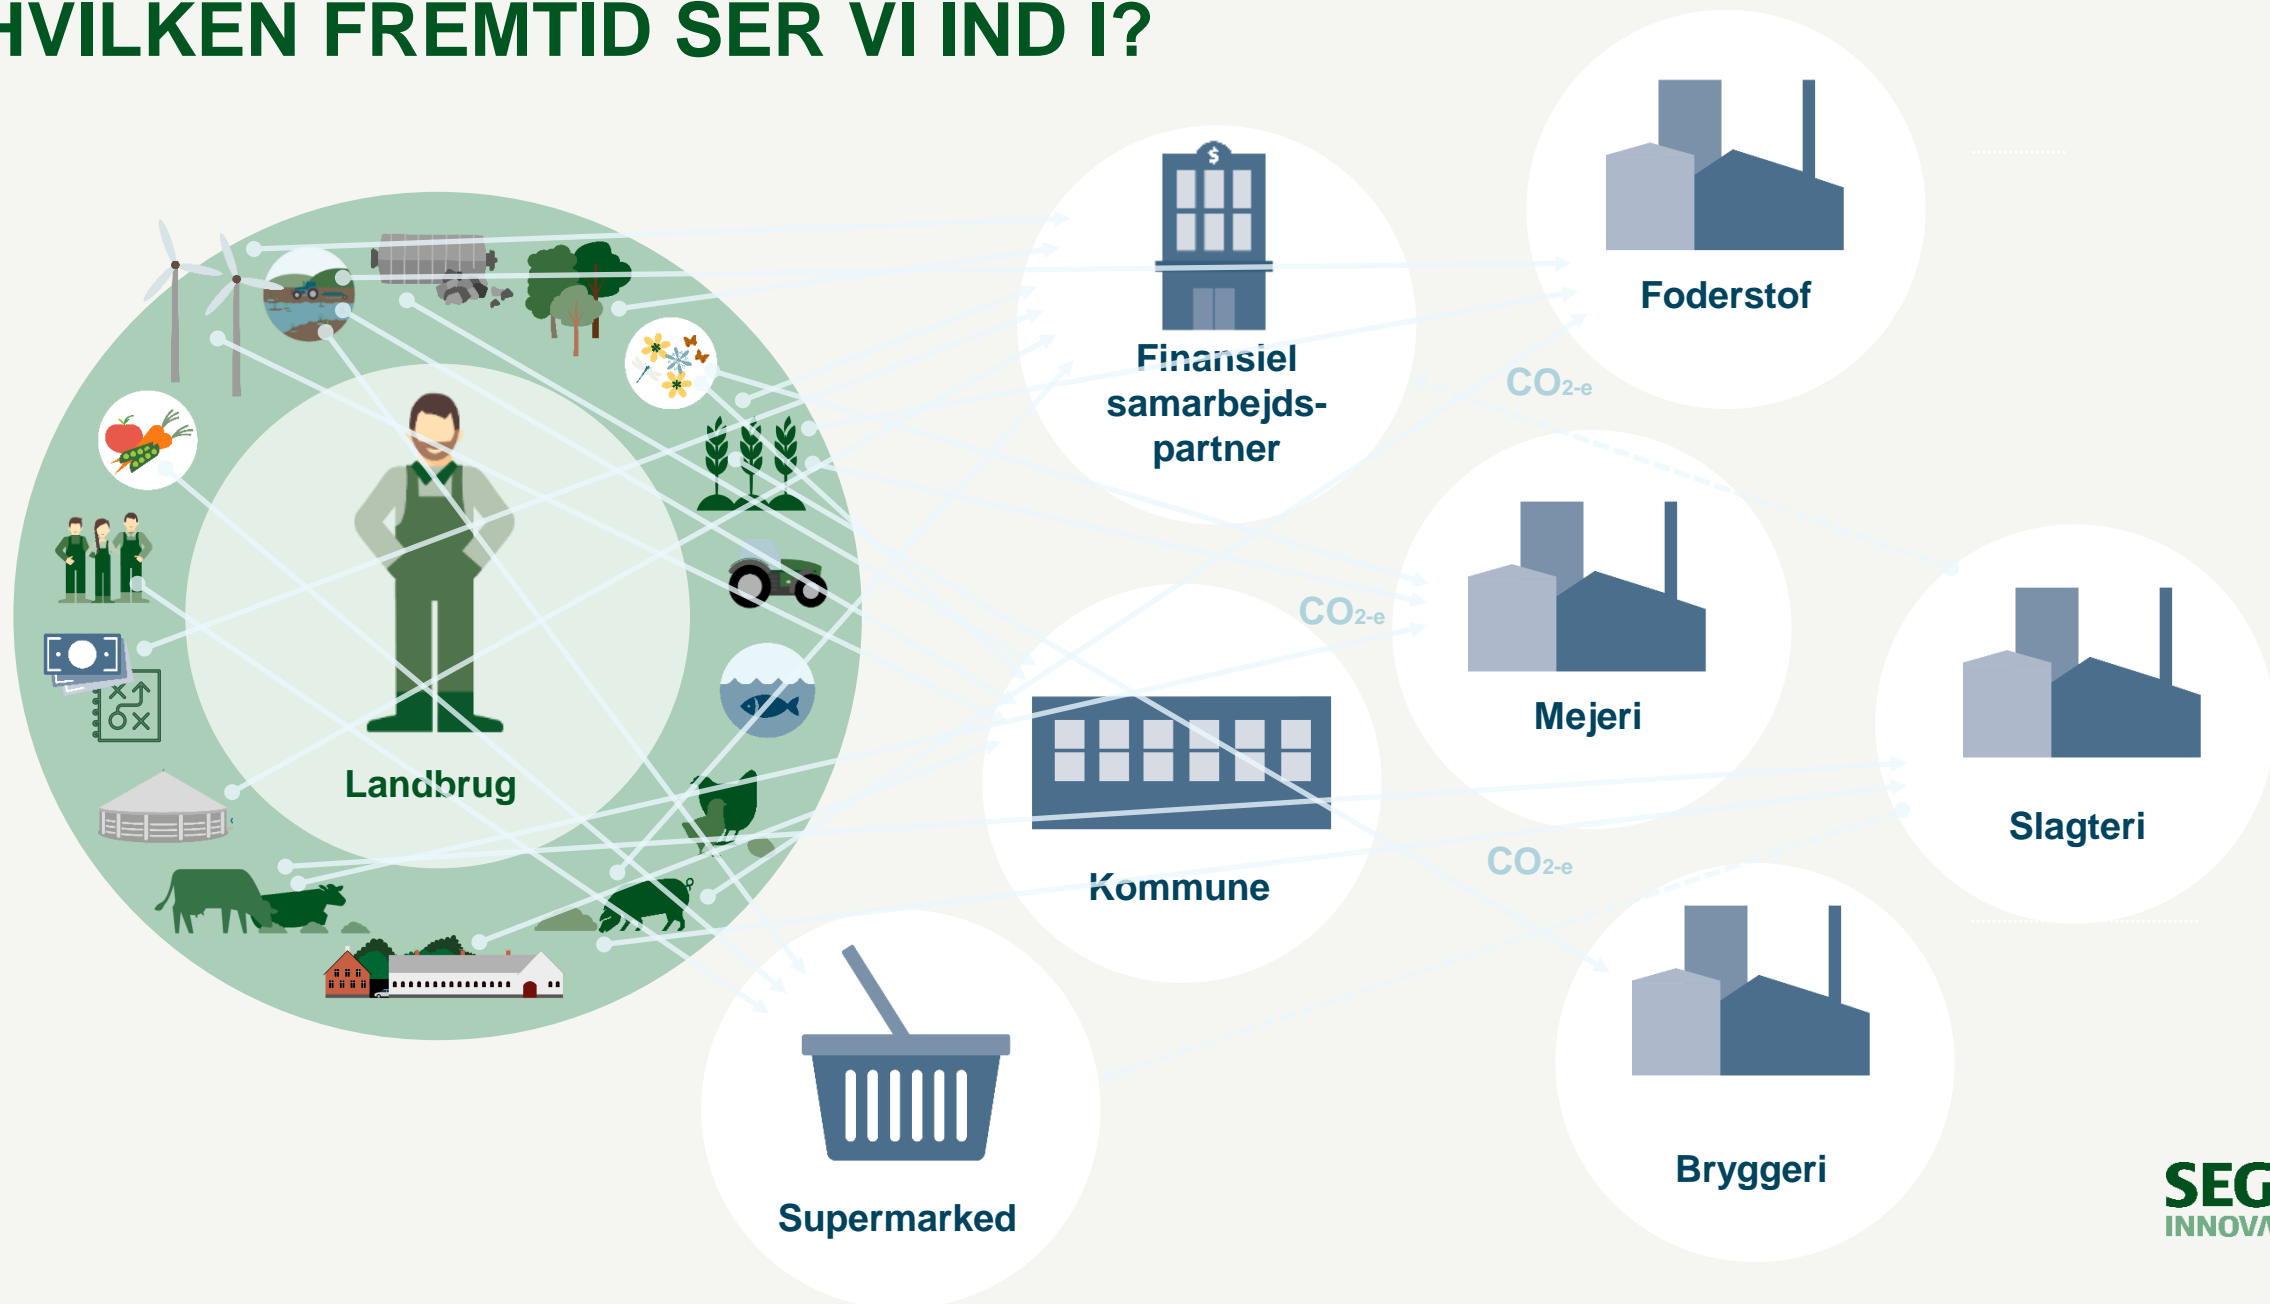 HVILKEN FREMTID SER VI IND I?
$
Foderstof
Finansiel
samarbejds-
partner
CO2-e
CO2-e
Mejeri
Landbrug
Slagteri
CO2-e
Kommune
Bryggeri
Supermarked
SEG
INNOV